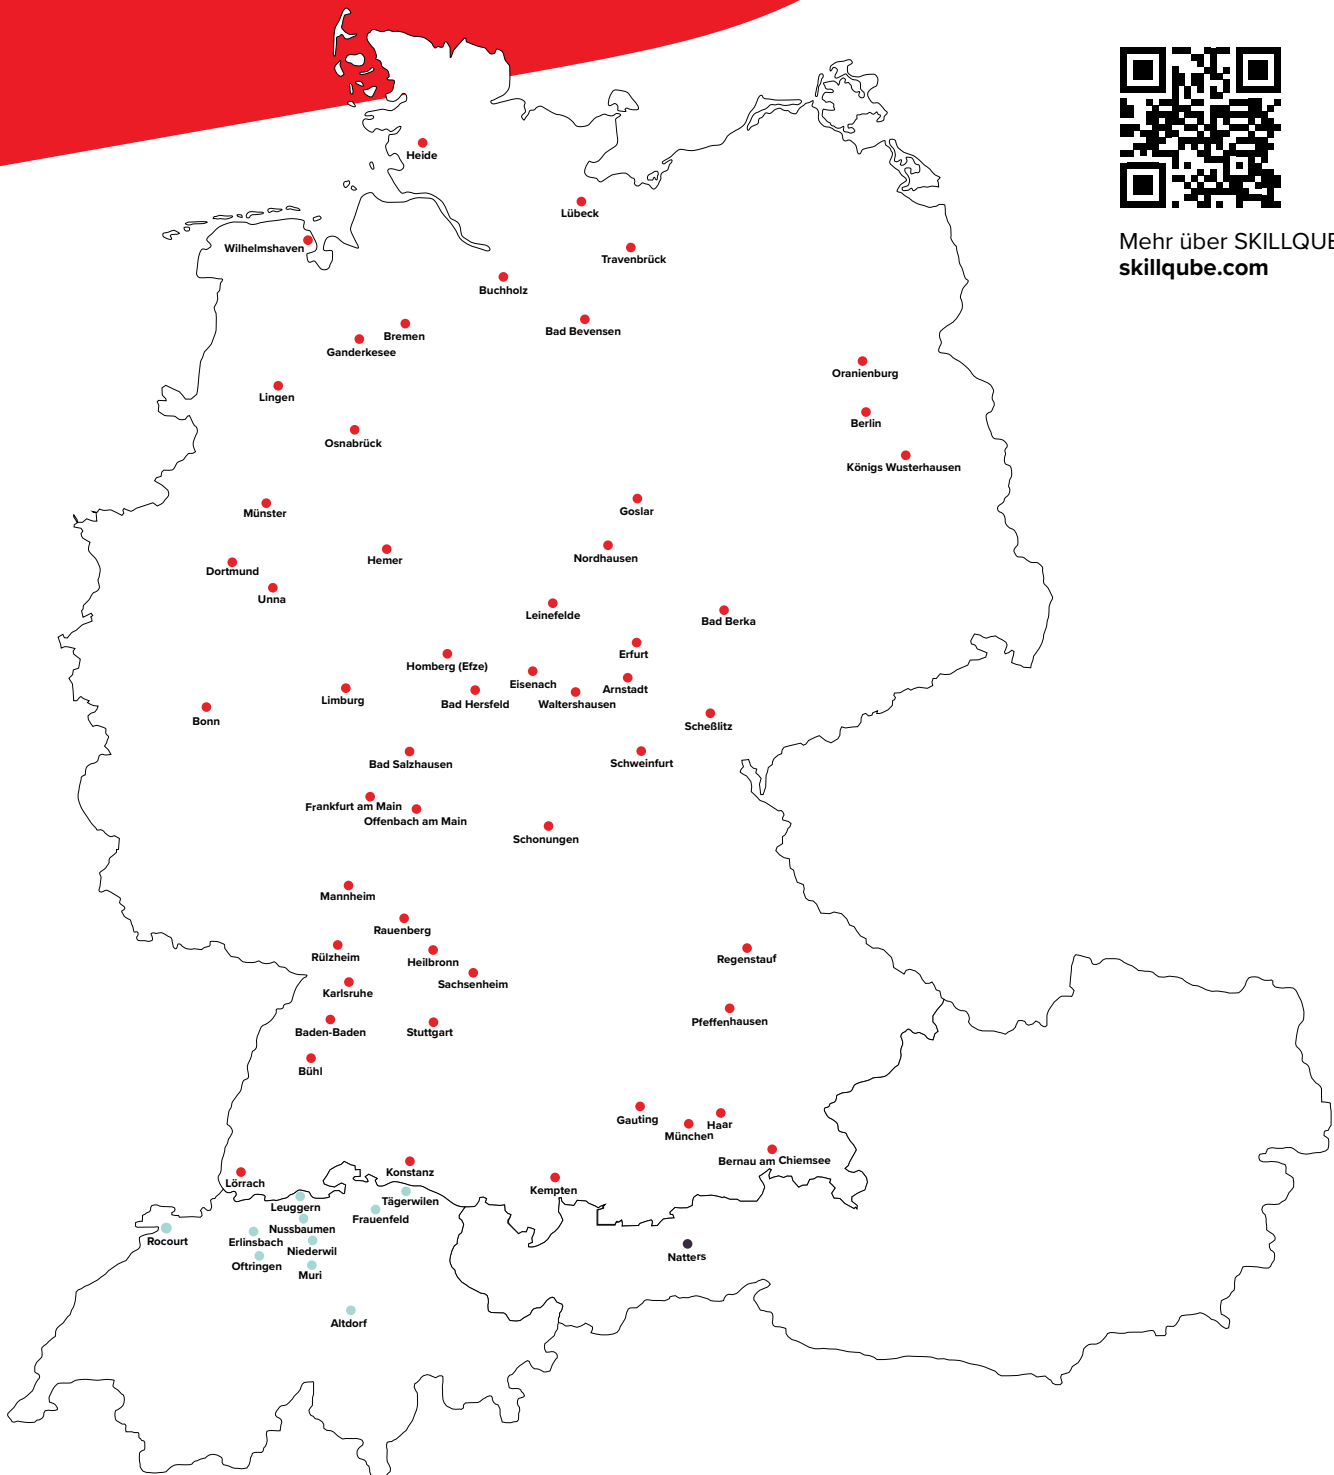 Heide
Lübeck
Mehr über SKILLQUBE
skillqube.com
Wilhelmshaven
Travenbrück
Buchholz
Bad Bevensen
Bremen
Ganderkesee
Oranienburg
Lingen
Berlin
Osnabrück
Königs Wusterhausen
Münster
Goslar
Hemer
Nordhausen
Dortmund
Unna
Leinefelde
Bad Berka
Erfurt
Homberg (Efze)
Eisenach
Arnstadt
Limburg
Bad Hersfeld
Waltershausen
Bonn
Scheßlitz
Bad Salzhausen
Schweinfurt
Frankfurt am Main
Offenbach am Main
Schonungen
Mannheim
Rauenberg
Rülzheim
Heilbronn
Regenstauf
Sachsenheim
Karlsruhe
Pfeffenhausen
Baden-Baden
Stuttgart
Bühl
Gauting
Haar
München
Bernau am Chiemsee
Konstanz
Lörrach
Kempten
Tägerwilen
Leuggern
Frauenfeld
Nussbaumen
Rocourt
Erlinsbach
Niederwil
Natters
Oftringen
Muri
Altdorf